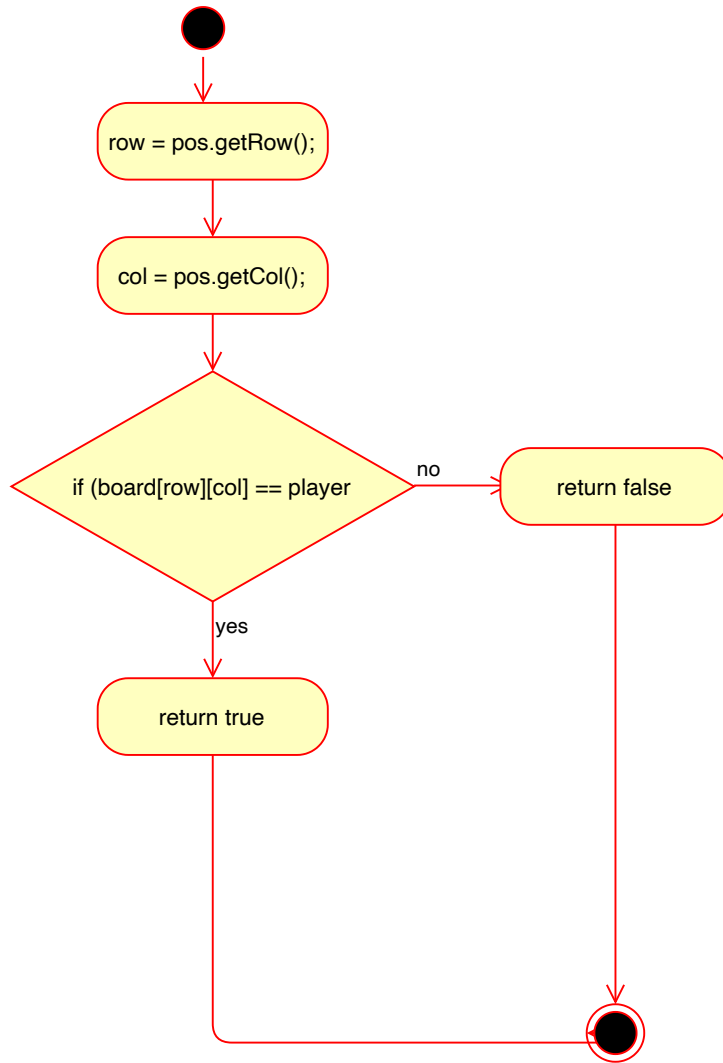 row = pos.getRow();
col = pos.getCol();
if (board[row][col] == player
no
return false
yes
return true